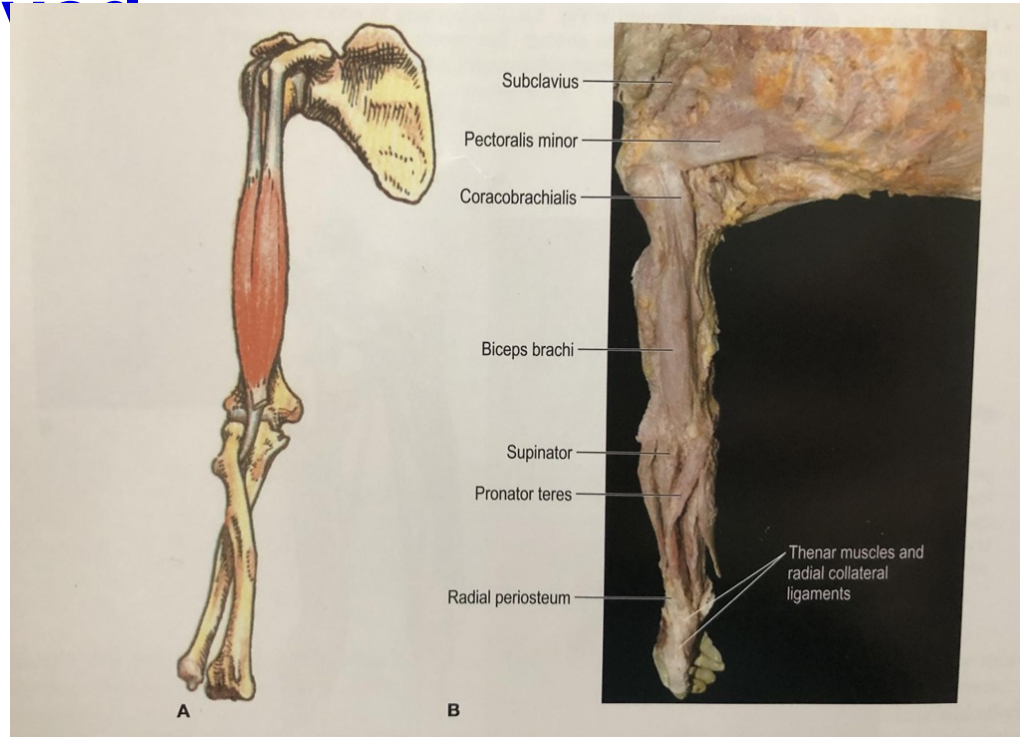 Subclavius
Pectoralis minor
Coracobrachialis
Biceps brachi
Supinator
Pronator teres
Thenar muscles and
radial collateral
ligaments
Radial periosteum
A
B